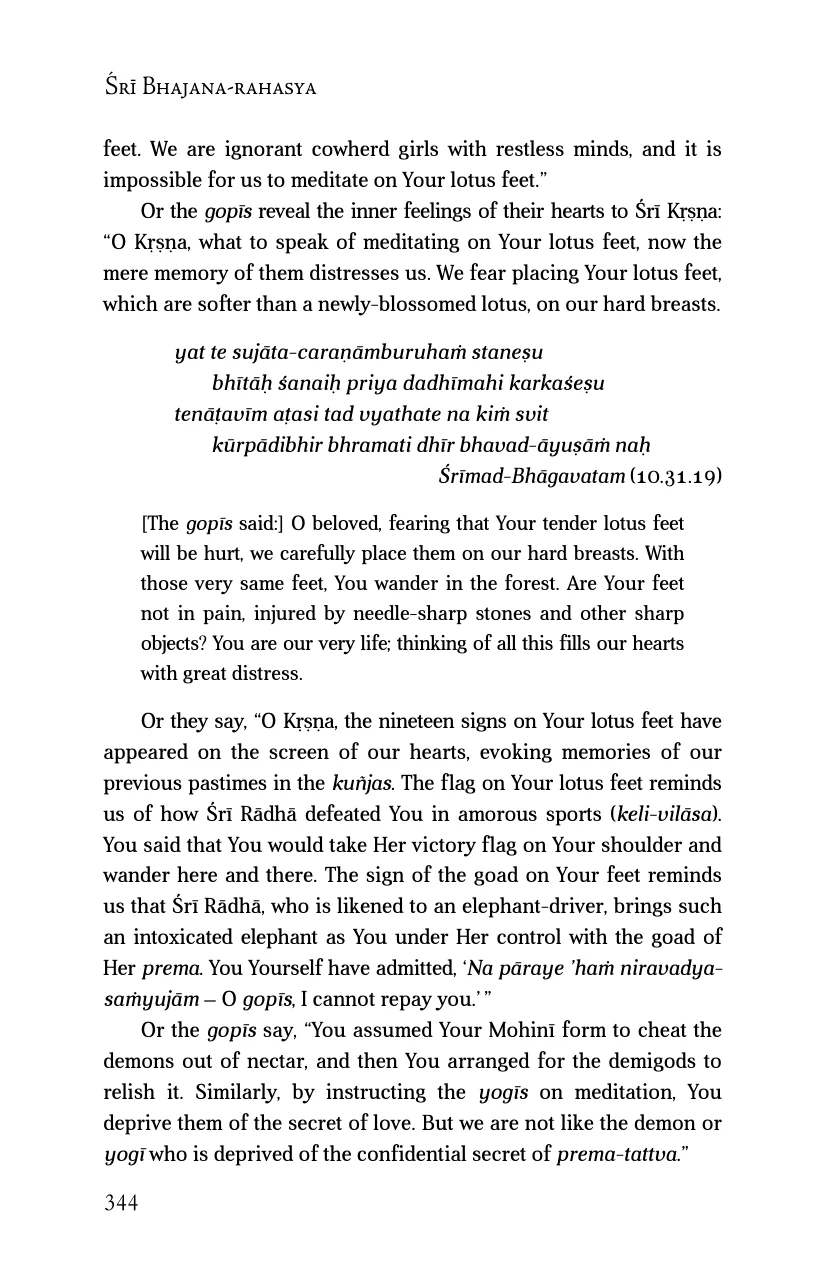 Śrī Bhajana-rahasya
feet. We are ignorant cowherd girls with restless minds, and it is
impossible for us to meditate on Your lotus feet.”
Or the gopīs reveal the inner feelings of their hearts to Śrī Kṛṣṇa:
“O Kṛṣṇa, what to speak of meditating on Your lotus feet, now the
mere memory of them distresses us. We fear placing Your lotus feet,
which are softer than a newly-blossomed lotus, on our hard breasts.
yat te sujāta-caraṇāmburuhaṁ staneṣu
bhītāḥ śanaiḥ priya dadhīmahi karkaśeṣu
tenāṭavīm aṭasi tad vyathate na kiṁ svit
kūrpādibhir bhramati dhīr bhavad-āyuṣāṁ naḥ
Śrīmad-Bhāgavatam (10.31.19)
[The gopīs said:] O beloved, fearing that Your tender lotus feet
will be hurt, we carefully place them on our hard breasts. With
those very same feet, You wander in the forest. Are Your feet
not in pain, injured by needle-sharp stones and other sharp
objects? You are our very life; thinking of all this fills our hearts
with great distress.
Or they say, “O Kṛṣṇa, the nineteen signs on Your lotus feet have
appeared on the screen of our hearts, evoking memories of our
previous pastimes in the kuñjas. The flag on Your lotus feet reminds
us of how Śrī Rādhā defeated You in amorous sports (keli-vilāsa).
You said that You would take Her victory flag on Your shoulder and
wander here and there. The sign of the goad on Your feet reminds
us that Śrī Rādhā, who is likened to an elephant-driver, brings such
an intoxicated elephant as You under Her control with the goad of
Her prema. You Yourself have admitted, ‘Na pāraye ’haṁ niravadya-
saṁyujām – O gopīs, I cannot repay you.’ ”
Or the gopīs say, “You assumed Your Mohinī form to cheat the
demons out of nectar, and then You arranged for the demigods to
relish it. Similarly, by instructing the yogīs on meditation, You
deprive them of the secret of love. But we are not like the demon or
yogī who is deprived of the confidential secret of prema-tattva.”
344